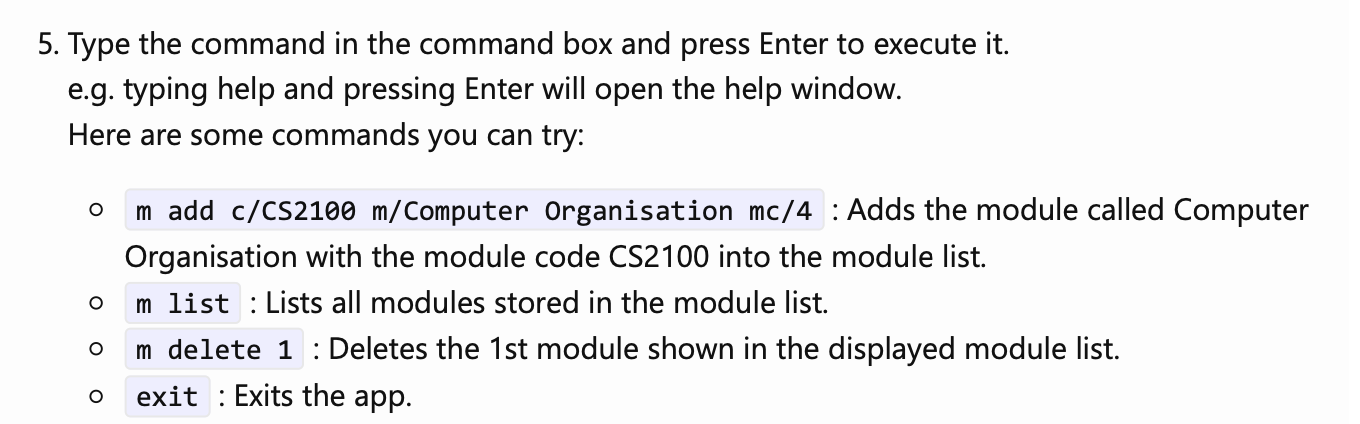 5. Type the command in the command box and press Enter to execute it.
e.g. typing help and pressing Enter will open the help window.
Here are some commands you can try:
m add c/CS2100 m/Computer Organisation mc/4 : Adds the module called Computer
Organisation with the module code CS2100 into the module list.
m list : Lists all modules stored in the module list.
m delete 1 : Deletes the 1st module shown in the displayed module list.
exit : Exits the app.